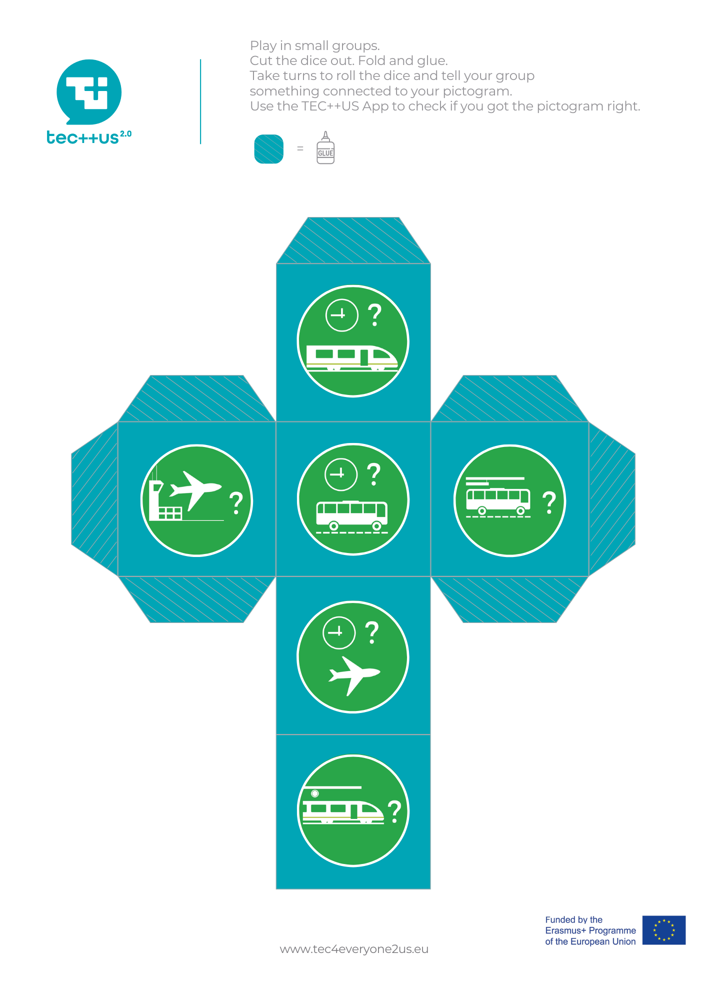 Play in small groups.
Cut the dice out. Fold and glue.
Take turns to roll the dice and tell your group
something connected to your pictogram.
Use the TEC++US App to check if you got the pictogram right.
tec++us 2.0
= GLUE
?
?
?
?
?
?
Funded by the
Erasmus+ Programme
of the European Union
www.tec4everyone2us.eu